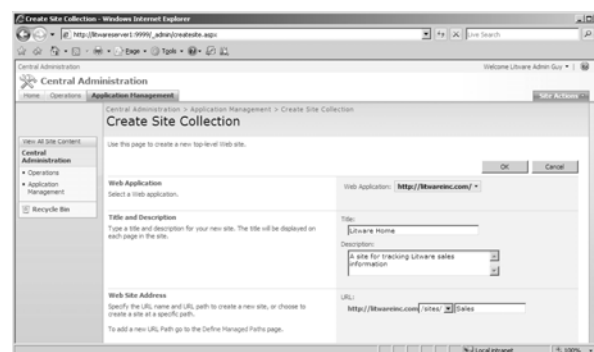 Create Site Collection - Windows Internet Explorer
http://litwareserver1:9999/_admin/createsite.aspx
Live Search
Page Tools
Central Administration Welcome Litware Admin Guy
Central Administration
Home Operations Application Management Site Actions
Central Administration > Application Management > Create Site Collection
Create Site Collection
View All Site Content
Central Administration
Operations
Application Management
Recycle Bin
Use this page to create a new top-level Web site.
OK Cancel
Web Application
Select a Web application.
Web Application: http://litwareinc.com/
Title and Description
Type a title and description for your new site. The title will be displayed on
each page in the site.
Title:
Litware Home
Description:
A site for tracking Litware sales
information
Web Site Address
Specify the URL name and URL path to create a new site, or choose to
create a site at a specific path.
To add a new URL Path go to the Define Managed Paths page.
URL:
http://litwareinc.com /sites/ Sales
Local intranet 100%